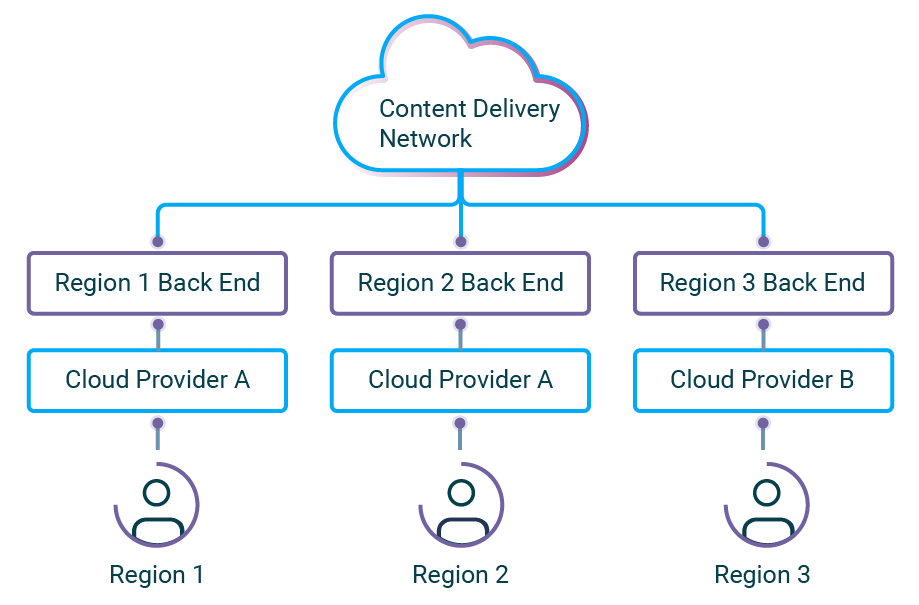 Content Delivery
Network
Region 1 Back End
Region 2 Back End
Region 3 Back End
Cloud Provider A
Cloud Provider A
Cloud Provider B
Region 1
Region 2
Region 3